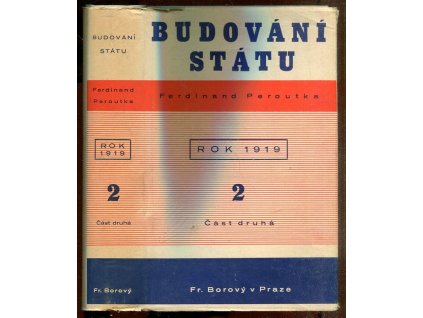 BUDOVÁNÍ
STÁTU
Ferdinand
Peroutka
ROK
1919
2
Část druhá
Fr. Borový
BUDOVÁNÍ
STÁTU
Ferdinand Peroutka
ROK 1919
2
Část druhá
Fr. Borový v Praze